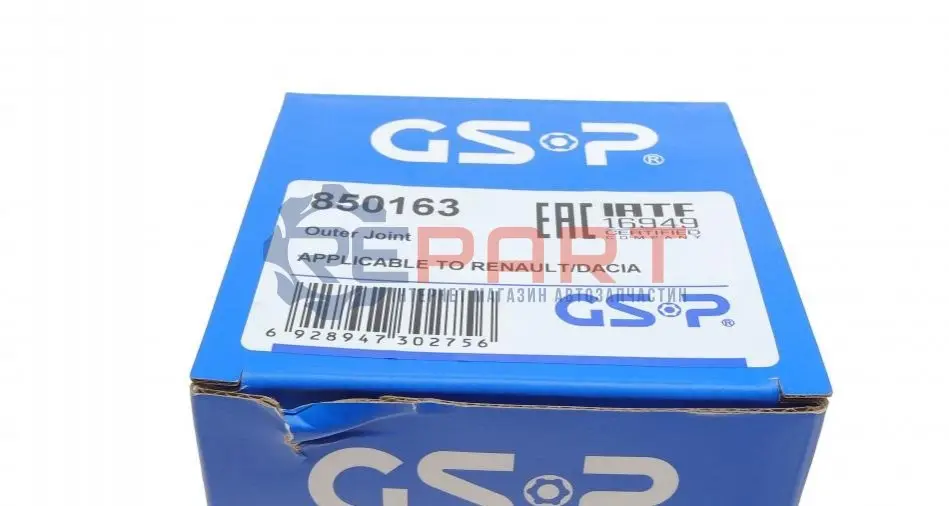 GSP®
850163
Outer Joint
APPLICABLE TO RENAULT/DACIA
EAC
IATF
16949
CERTIFIED
COMPANY
REPART
ІНТЕРНЕТ МАГАЗИН АВТОЗАПЧАСТИН
6 928947 302756
GSP®
GSP